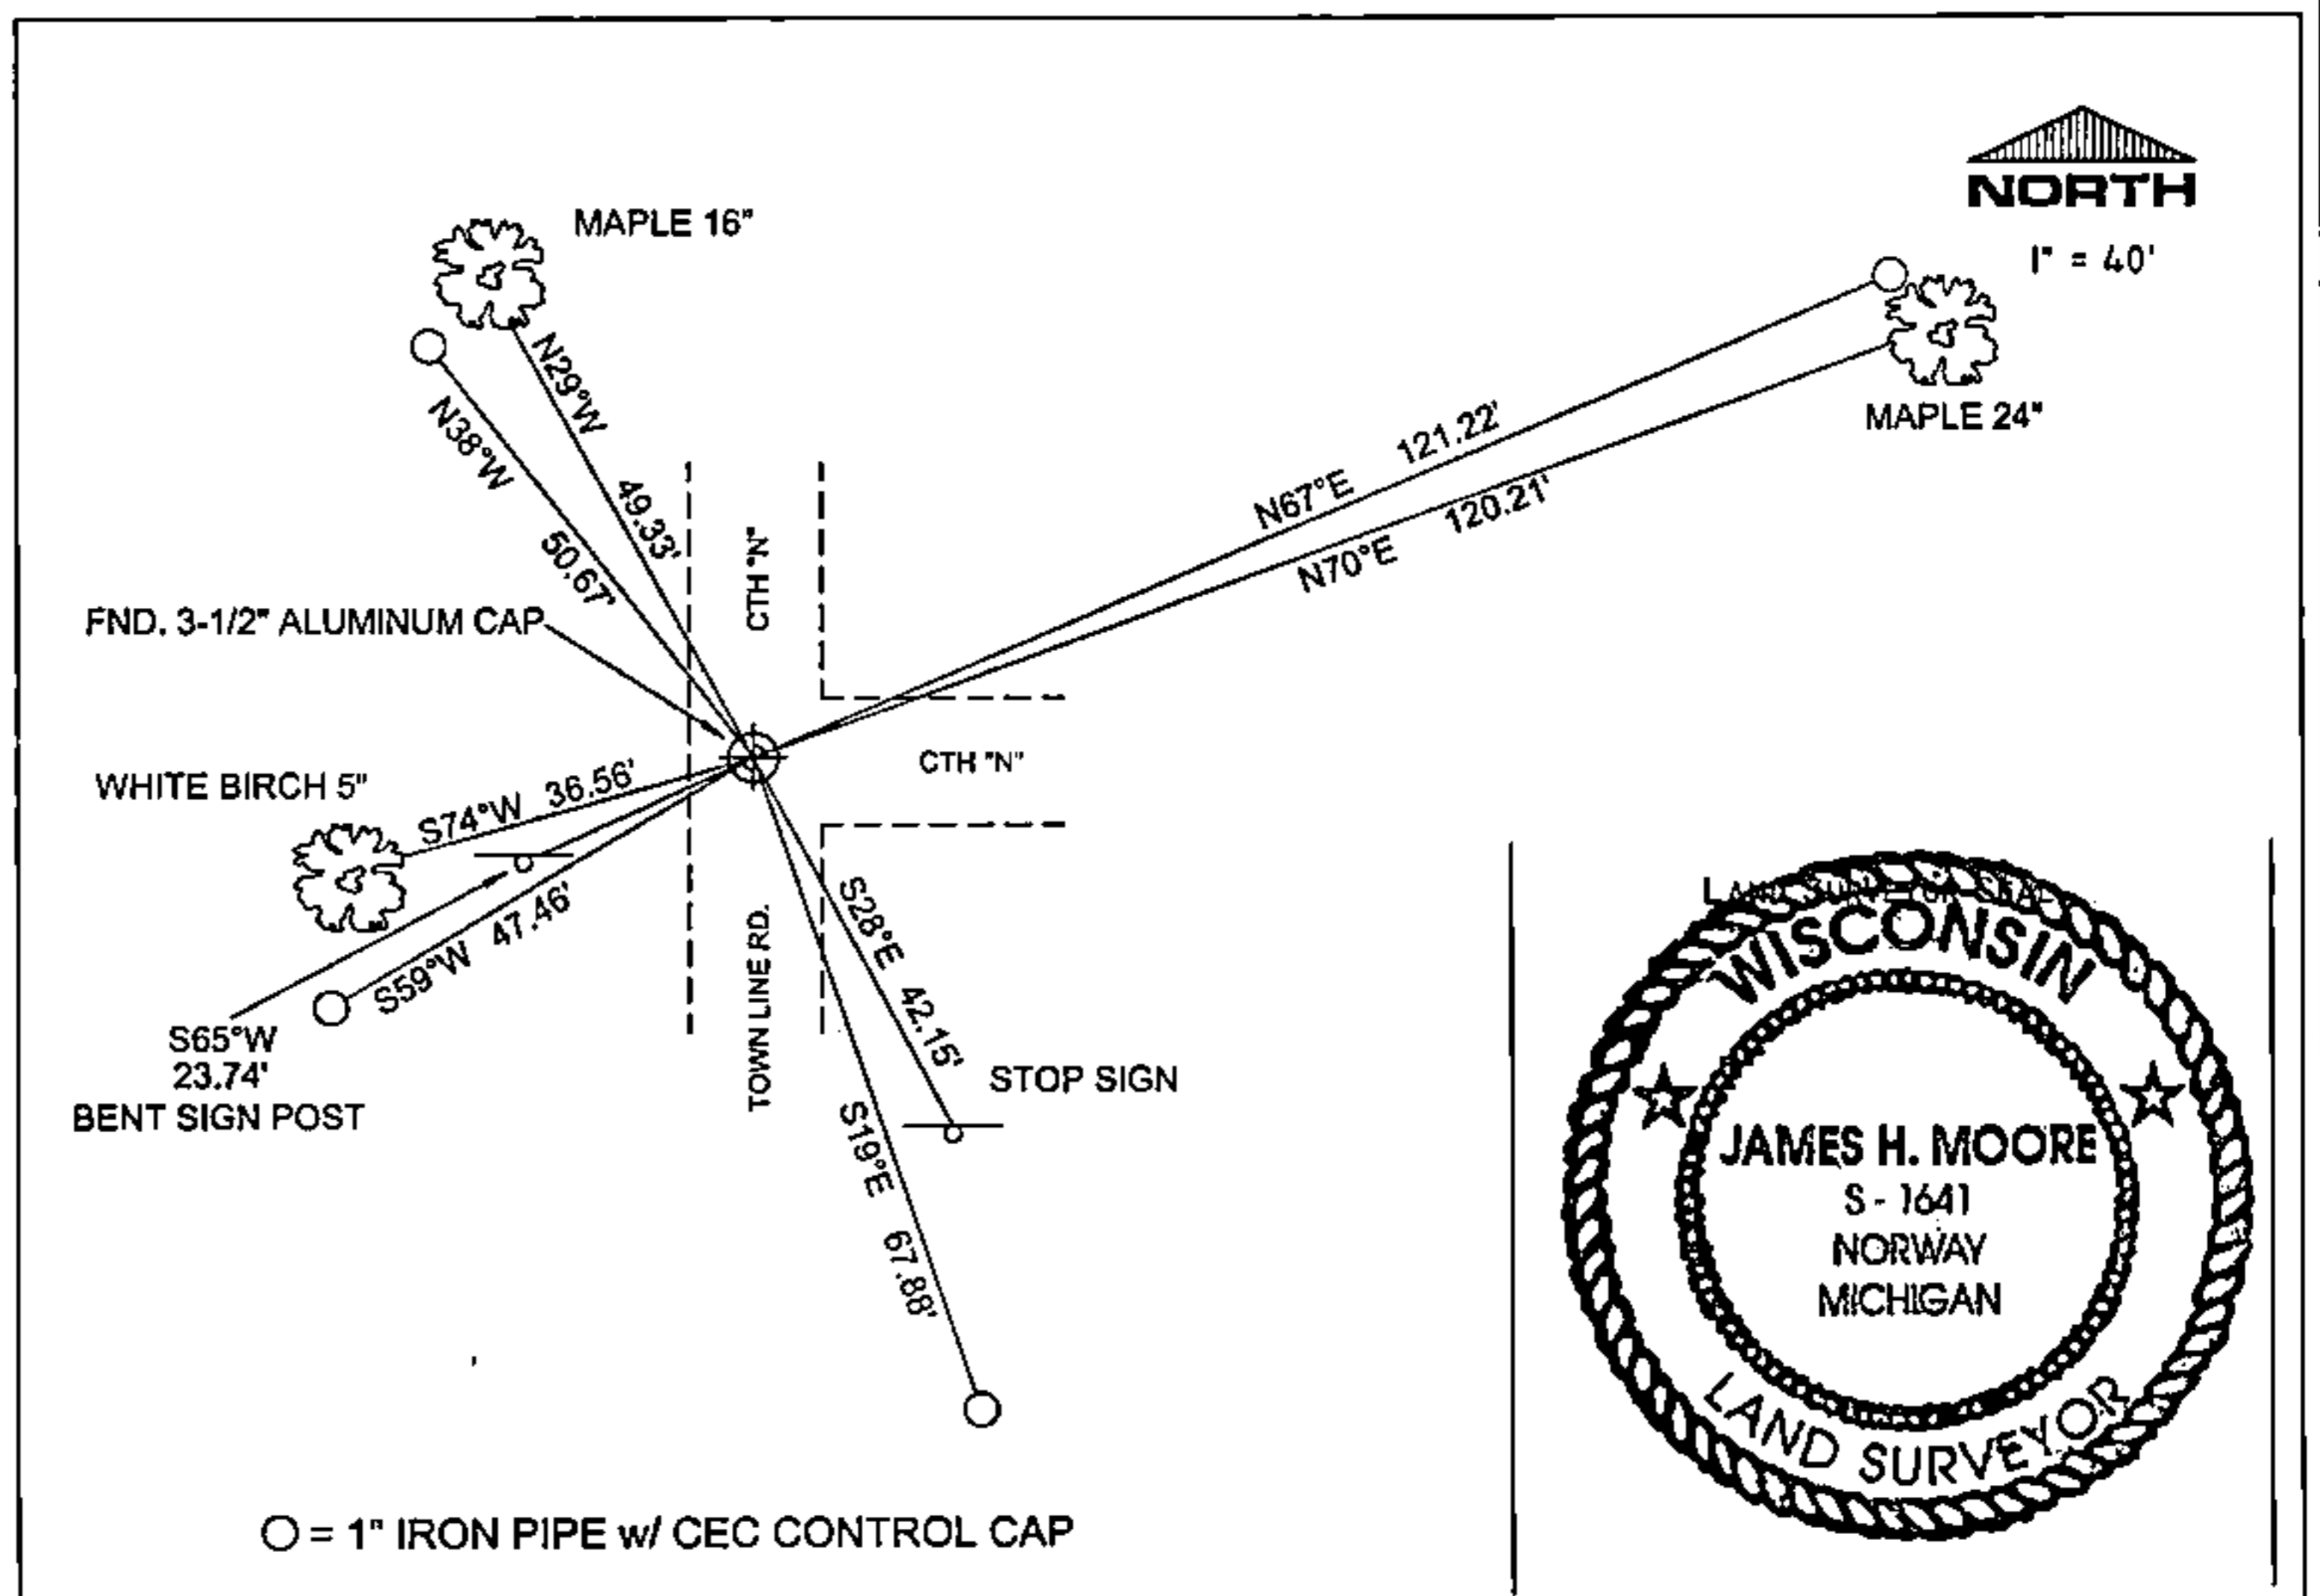 NORTH
1" = 40'
MAPLE 16"
N29°W 49.33'
N38°W 50.67'
CTH "N"
N67°E 121.22'
N70°E 120.21'
MAPLE 24"
FND. 3-1/2" ALUMINUM CAP
CTH "N"
WHITE BIRCH 5"
S74°W 36.56'
S59°W 47.46'
S65°W
23.74'
BENT SIGN POST
TOWN LINE RD.
S28°E 42.15'
STOP SIGN
S19°E 67.88'
= 1" IRON PIPE w/ CEC CONTROL CAP
LAND SURVEYOR SEAL
WISCONSIN
JAMES H. MOORE
S - 1641
NORWAY
MICHIGAN
LAND SURVEYOR